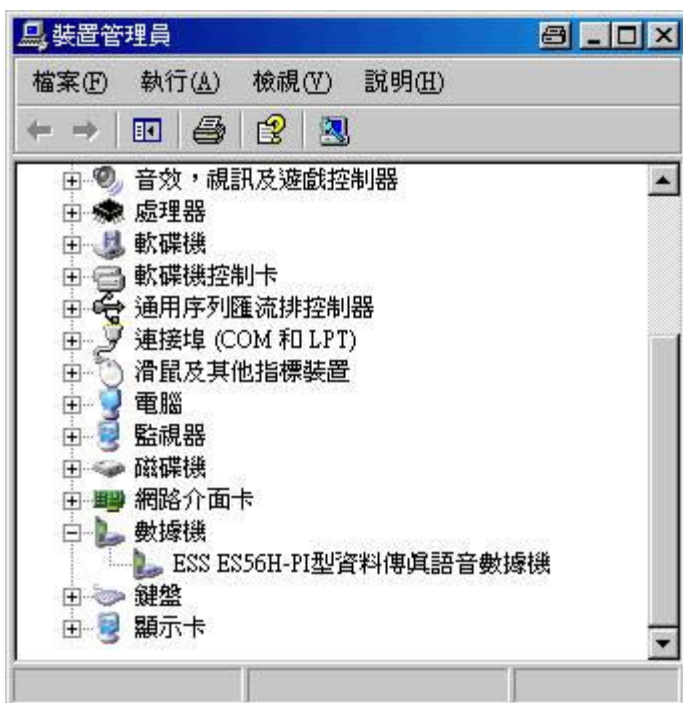 裝置管理員
檔案(F) 執行(A) 檢視(V) 說明(H)
音效，視訊及遊戲控制器
處理器
軟碟機
軟碟機控制卡
通用序列匯流排控制器
連接埠 (COM 和 LPT)
滑鼠及其他指標裝置
電腦
監視器
磁碟機
網路介面卡
數據機
ESS ES56H-PI型資料傳真語音數據機
鍵盤
顯示卡